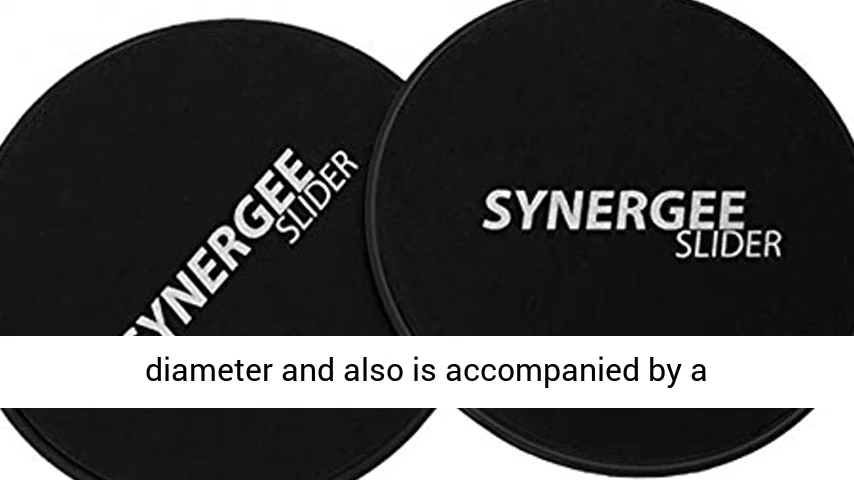 SYNERGEE
SLIDER
SYNERGEE
SLIDER
diameter and also is accompanied by a